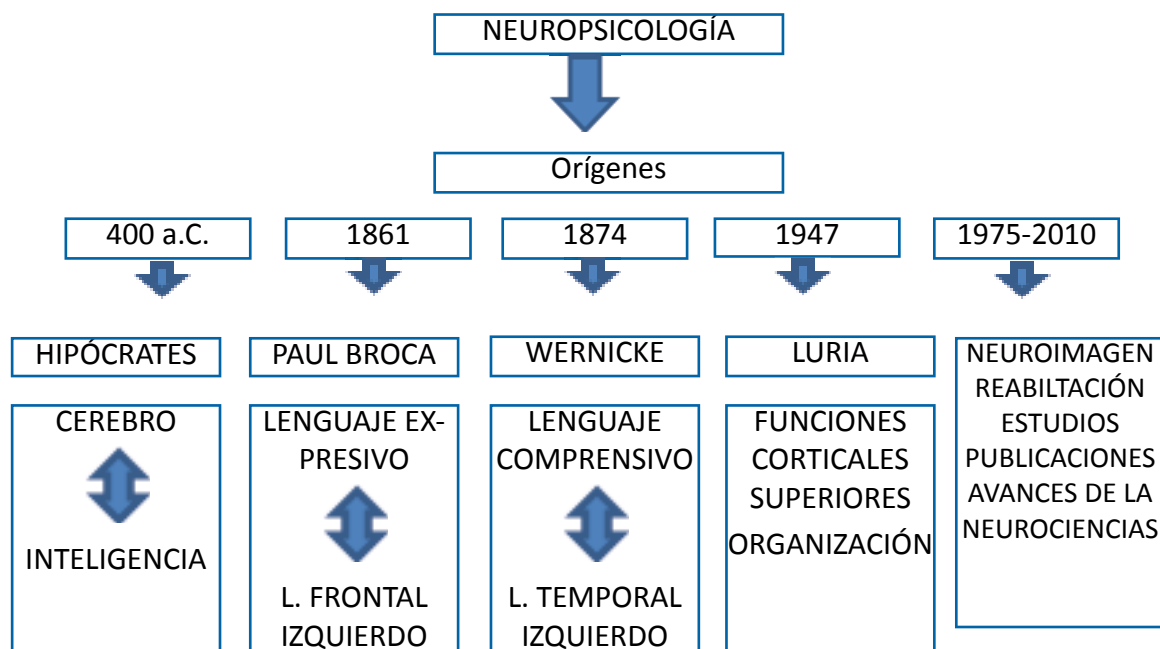 NEUROPSICOLOGÍA
Orígenes
400 a.C.
1861
1874
1947
1975-2010
HIPÓCRATES
PAUL BROCA
WERNICKE
LURIA
CEREBRO
INTELIGENCIA
LENGUAJE EX-
PRESIVO
L. FRONTAL
IZQUIERDO
LENGUAJE
COMPRENSIVO
L. TEMPORAL
IZQUIERDO
FUNCIONES
CORTICALES
SUPERIORES
ORGANIZACIÓN
NEUROIMAGEN
REABILTACIÓN
ESTUDIOS
PUBLICACIONES
AVANCES DE LA
NEUROCIENCIAS